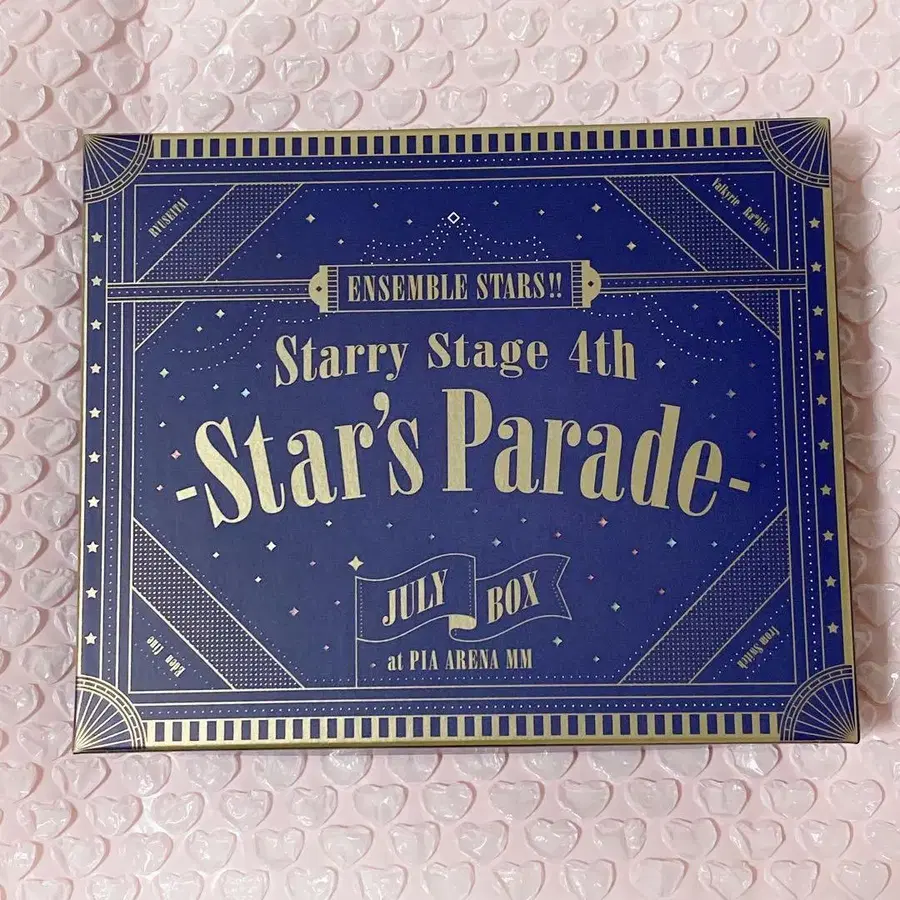 RYUSEITAI
Valkyrie Ra*bits
ENSEMBLE STARS!!
Starry Stage 4th
-Star's Parade-
JULY BOX
at PIA ARENA MM
Eden fine
Switch